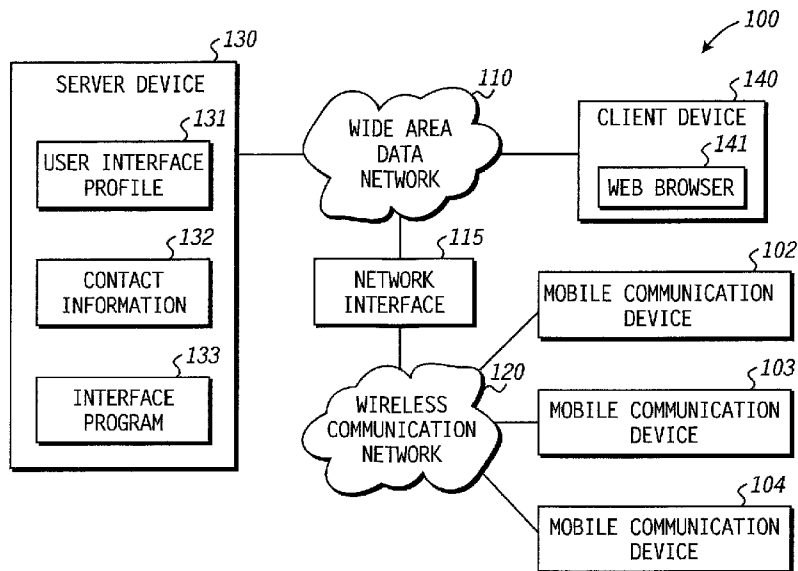 100
130
SERVER DEVICE
131
USER INTERFACE
PROFILE
132
CONTACT
INFORMATION
133
INTERFACE
PROGRAM
110
WIDE AREA
DATA
NETWORK
140
CLIENT DEVICE
141
WEB BROWSER
115
NETWORK
INTERFACE
120
WIRELESS
COMMUNICATION
NETWORK
102
MOBILE COMMUNICATION
DEVICE
103
MOBILE COMMUNICATION
DEVICE
104
MOBILE COMMUNICATION
DEVICE